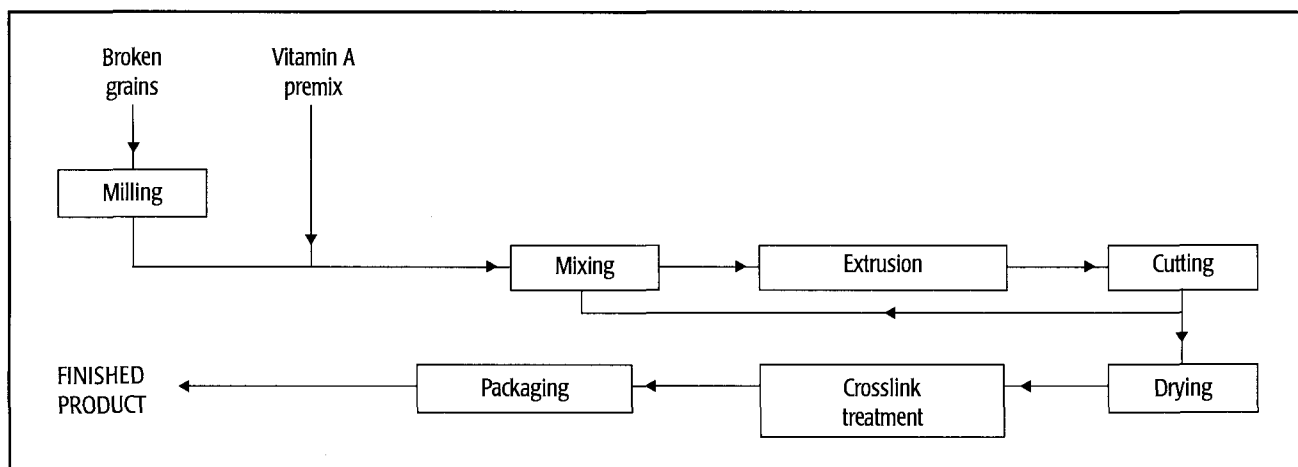 Broken
grains
Vitamin A
premix
Milling
Mixing
Extrusion
Cutting
FINISHED
PRODUCT
Packaging
Crosslink
treatment
Drying